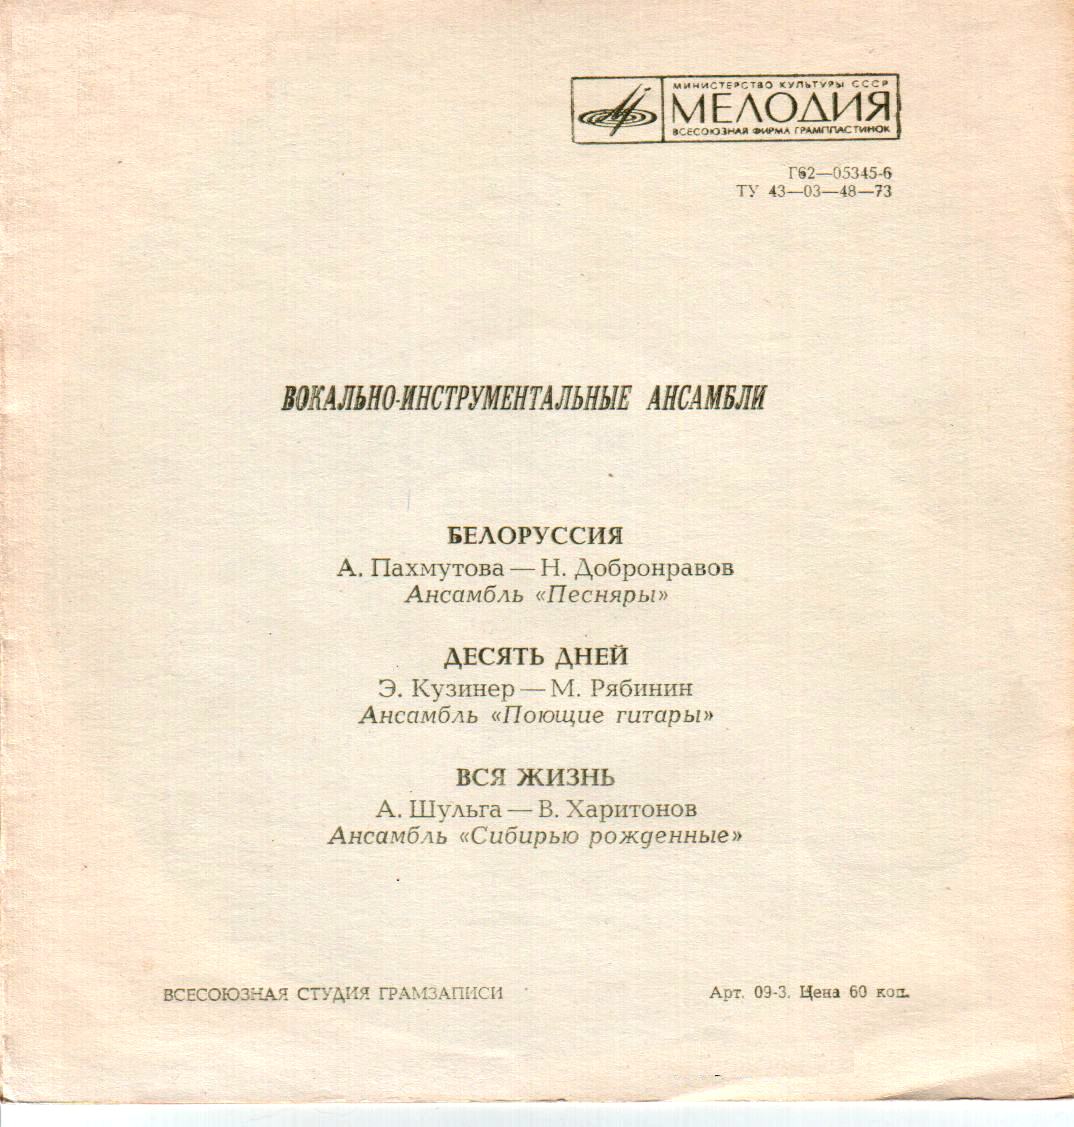 МИНИСТЕРСТВО КУЛЬТУРЫ СССР
МЕЛОДИЯ
ВСЕСОЮЗНАЯ ФИРМА ГРАМПЛАСТИНОК
Г62—05345-6
ТУ 43—03—48—73
ВОКАЛЬНО-ИНСТРУМЕНТАЛЬНЫЕ АНСАМБЛИ
БЕЛОРУССИЯ
А. Пахмутова — Н. Добронравов
Ансамбль «Песняры»
ДЕСЯТЬ ДНЕЙ
Э. Кузинер — М. Рябинин
Ансамбль «Поющие гитары»
ВСЯ ЖИЗНЬ
А. Шульга — В. Харитонов
Ансамбль «Сибирью рожденные»
ВСЕСОЮЗНАЯ СТУДИЯ ГРАМЗАПИСИ
Арт. 09-3. Цена 60 коп.